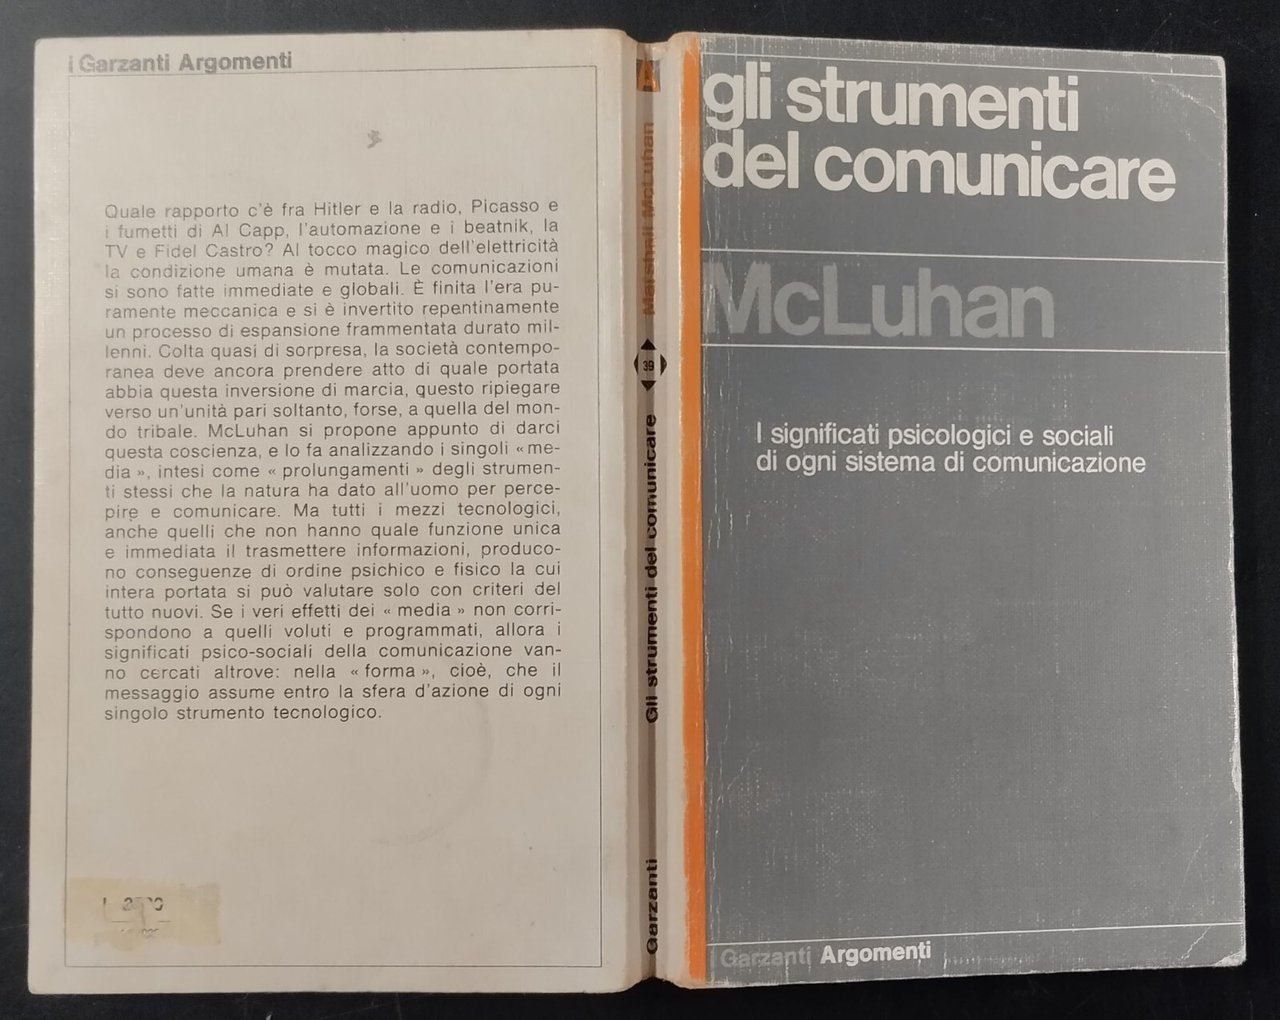 i Garzanti Argomenti
Quale rapporto c'è fra Hitler e la radio, Picasso e
i fumetti di Al Capp, l'automazione e i beatnik, la
TV e Fidel Castro? Al tocco magico dell'elettricità
la condizione umana è mutata. Le comunicazioni
si sono fatte immediate e globali. È finita l'era pu-
ramente meccanica e si è invertito repentinamente
un processo di espansione frammentata durato mil-
lenni. Colta quasi di sorpresa, la società contempo-
ranea deve ancora prendere atto di quale portata
abbia questa inversione di marcia, questo ripiegare
verso un'unità pari soltanto, forse, a quella del mon-
do tribale. McLuhan si propone appunto di darci
questa coscienza, e lo fa analizzando i singoli « me-
dia », intesi come « prolungamenti » degli strumen-
ti stessi che la natura ha dato all'uomo per perce-
pire e comunicare. Ma tutti i mezzi tecnologici,
anche quelli che non hanno quale funzione unica
e immediata il trasmettere informazioni, produco-
no conseguenze di ordine psichico e fisico la cui
intera portata si può valutare solo con criteri del
tutto nuovi. Se i veri effetti dei « media » non corri-
spondono a quelli voluti e programmati, allora i
significati psico-sociali della comunicazione van-
no cercati altrove: nella « forma », cioè, che il
messaggio assume entro la sfera d'azione di ogni
singolo strumento tecnologico.
Marshall McLuhan
39
Gli strumenti del comunicare
Garzanti
gli strumenti
del comunicare
McLuhan
I significati psicologici e sociali
di ogni sistema di comunicazione
i Garzanti Argomenti